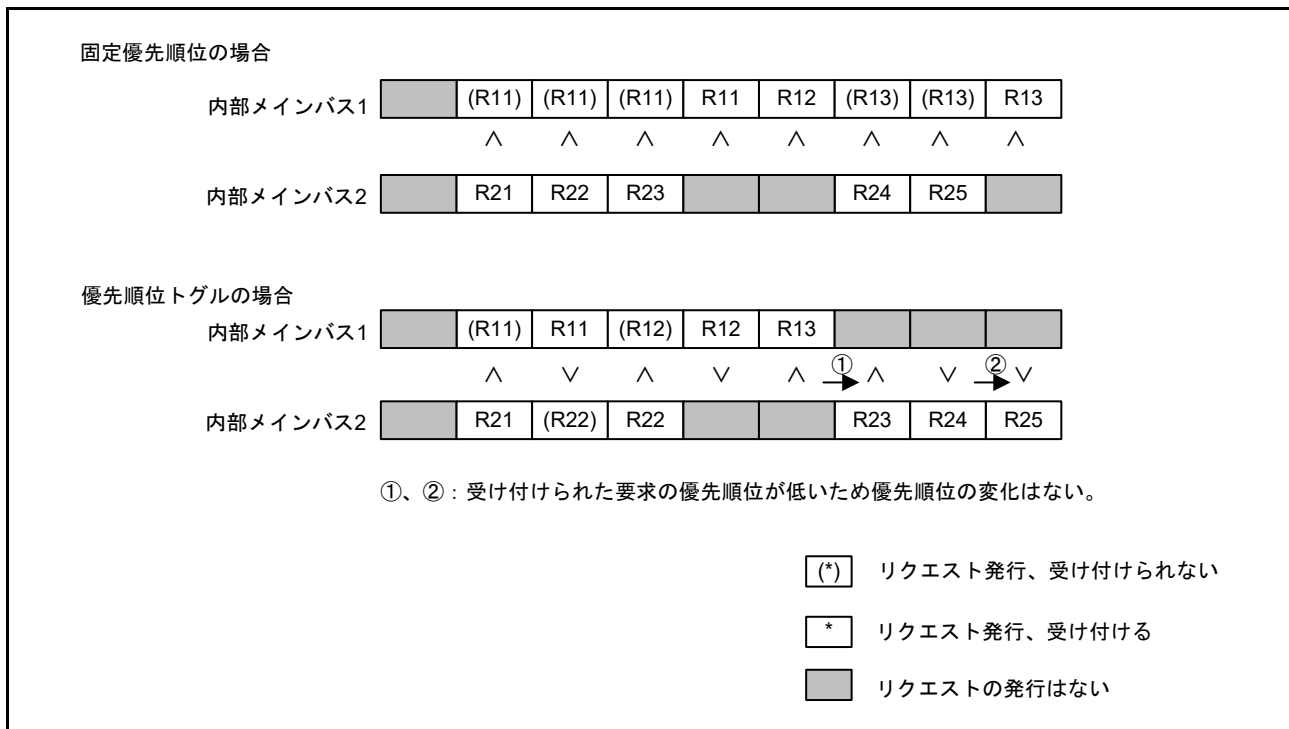 固定優先順位の場合
内部メインバス1 (R11) (R11) (R11) R11 R12 (R13) (R13) R13
∧ ∧ ∧ ∧ ∧ ∧ ∧ ∧
内部メインバス2 R21 R22 R23 R24 R25
優先順位トグルの場合
内部メインバス1 (R11) R11 (R12) R12 R13
∧ ∨ ∧ ∨ ∧ ① ∧ ∨ ② ∨
内部メインバス2 R21 (R22) R22 R23 R24 R25
①、②：受け付けられた要求の優先順位が低いため優先順位の変化はない。
(*) リクエスト発行、受け付けられない
* リクエスト発行、受け付ける
リクエストの発行はない